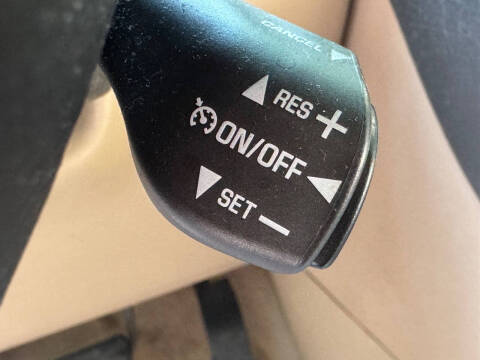 CANCEL
RES +
ON/OFF
SET −